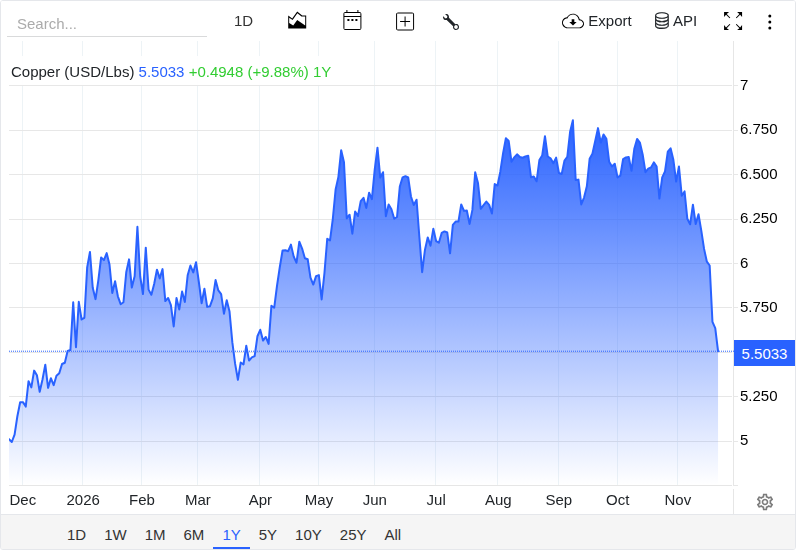 Search... 1D Export API
Copper (USD/Lbs) 5.5033 +0.4948 (+9.88%) 1Y
7
6.750
6.500
6.250
6
5.750
5.5033
5.250
5
Dec 2026 Feb Mar Apr May Jun Jul Aug Sep Oct Nov
1D 1W 1M 6M 1Y 5Y 10Y 25Y All